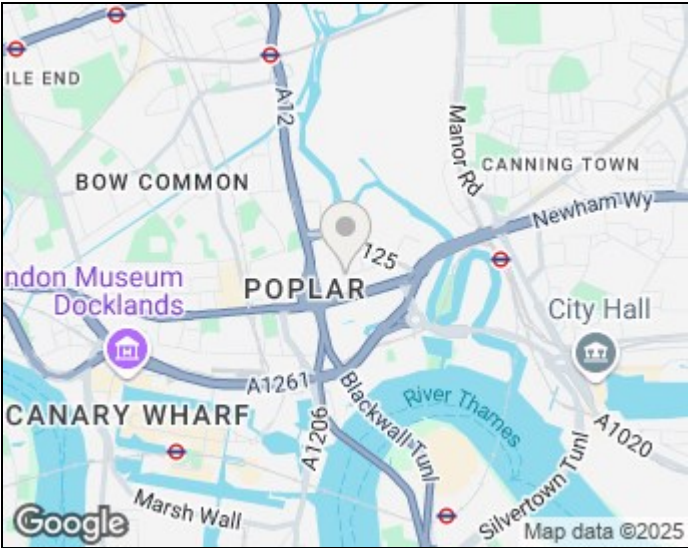 ILE END
A12
BOW COMMON
Manor Rd
CANNING TOWN
Newham Wy
125
ndon Museum
Docklands
POPLAR
City Hall
A1261
CANARY WHARF
A1206
Blackwall Tunl
River Thames
A1020
Silvertown Tunl
Marsh Wall
Google
Map data ©2025